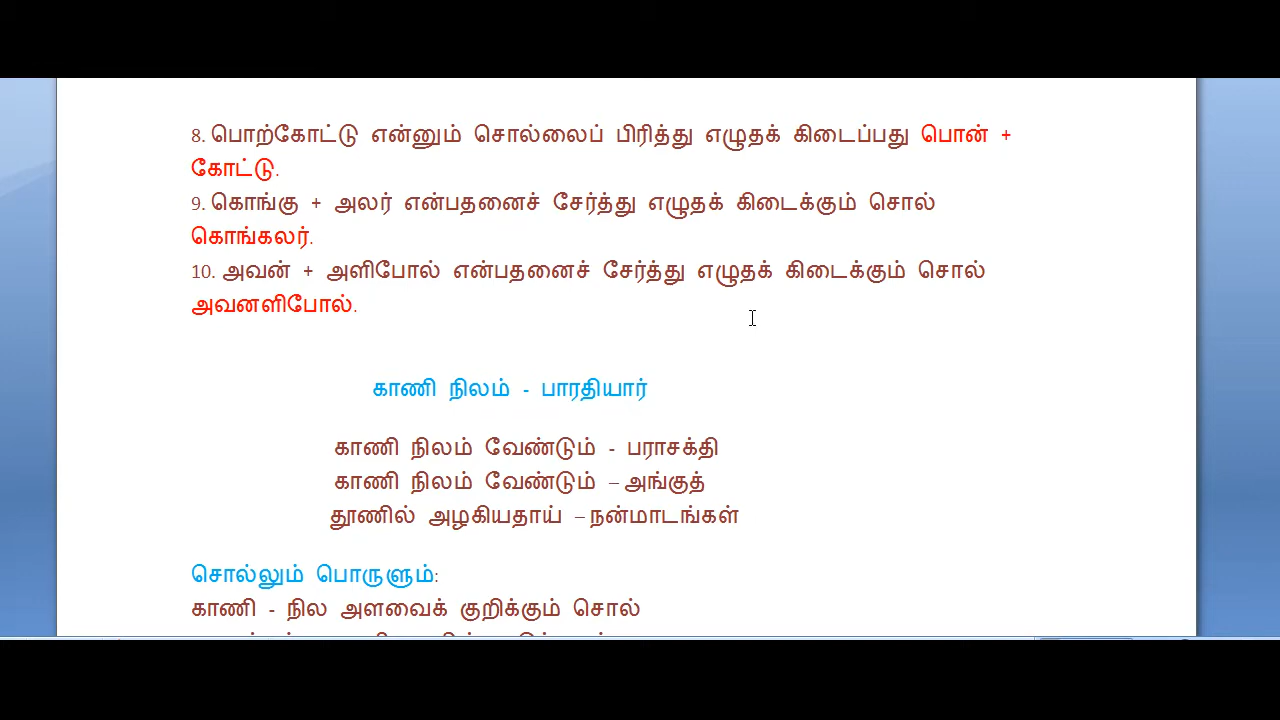 8. பொற்கோட்டு என்னும் சொல்லைப் பிரித்து எழுதக் கிடைப்பது பொன் +
கோட்டு.
9. கொங்கு + அலர் என்பதனைச் சேர்த்து எழுதக் கிடைக்கும் சொல்
கொங்கலர்.
10. அவன் + அளிபோல் என்பதனைச் சேர்த்து எழுதக் கிடைக்கும் சொல்
அவனளிபோல்.
காணி நிலம் - பாரதியார்
காணி நிலம் வேண்டும் - பராசக்தி
காணி நிலம் வேண்டும் – அங்குத்
தூணில் அழகியதாய் – நன்மாடங்கள்
சொல்லும் பொருளும்:
காணி - நில அளவைக் குறிக்கும் சொல்